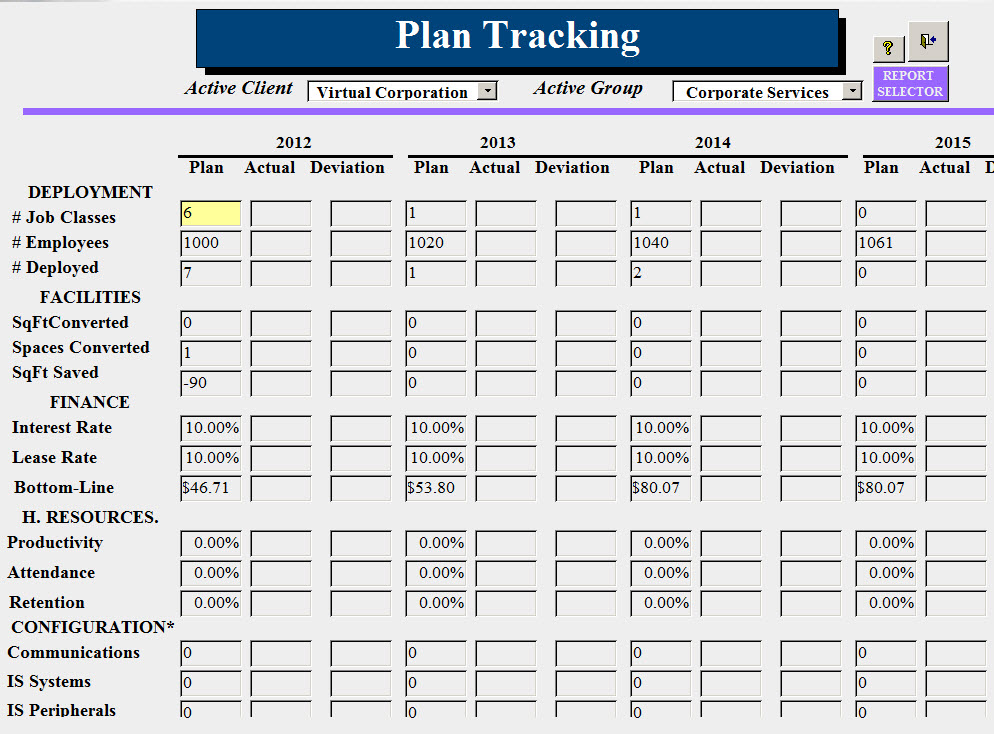 Plan Tracking
?
REPORT
SELECTOR
Active Client Virtual Corporation Active Group Corporate Services
2012 2013 2014 2015
Plan Actual Deviation Plan Actual Deviation Plan Actual Deviation Plan Actual D
DEPLOYMENT
# Job Classes 6 1 1 0
# Employees 1000 1020 1040 1061
# Deployed 7 1 2 0
FACILITIES
SqFtConverted 0 0 0 0
Spaces Converted 1 0 0 0
SqFt Saved -90 0 0 0
FINANCE
Interest Rate 10.00% 10.00% 10.00% 10.00%
Lease Rate 10.00% 10.00% 10.00% 10.00%
Bottom-Line $46.71 $53.80 $80.07 $80.07
H. RESOURCES.
Productivity 0.00% 0.00% 0.00% 0.00%
Attendance 0.00% 0.00% 0.00% 0.00%
Retention 0.00% 0.00% 0.00% 0.00%
CONFIGURATION*
Communications 0 0 0 0
IS Systems 0 0 0 0
IS Peripherals 0 0 0 0